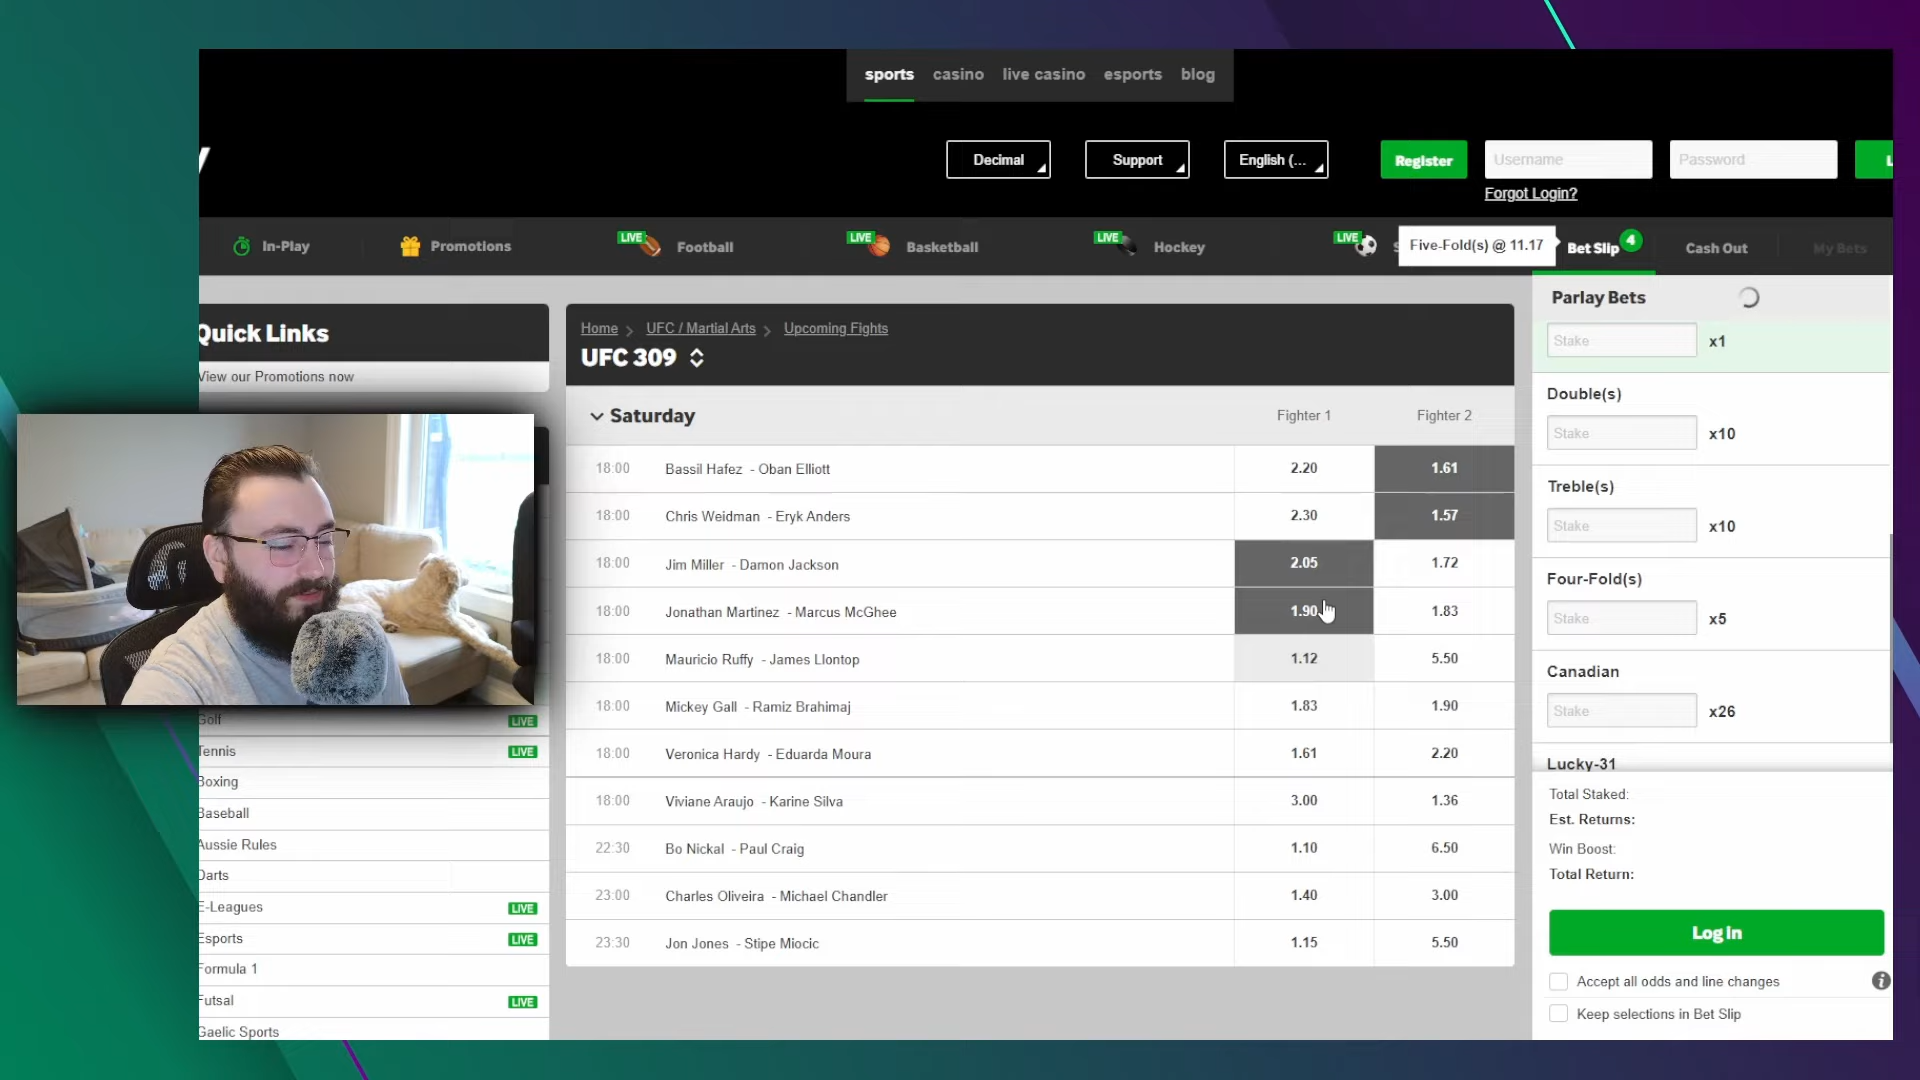 sports casino live casino esports blog
Decimal Support English (... Register Username Password
Forgot Login?
In-Play Promotions LIVE Football LIVE Basketball LIVE Hockey LIVE Five-Fold(s) @ 11.17 Bet Slip 4 Cash Out My Bets
Quick Links
View our Promotions now
Golf LIVE
Tennis LIVE
Boxing
Baseball
Aussie Rules
Darts
E-Leagues LIVE
Esports LIVE
Formula 1
Futsal LIVE
Gaelic Sports
Home UFC / Martial Arts Upcoming Fights
UFC 309
Saturday Fighter 1 Fighter 2
18:00 Bassil Hafez - Oban Elliott 2.20 1.61
18:00 Chris Weidman - Eryk Anders 2.30 1.57
18:00 Jim Miller - Damon Jackson 2.05 1.72
18:00 Jonathan Martinez - Marcus McGhee 1.90 1.83
18:00 Mauricio Ruffy - James Llontop 1.12 5.50
18:00 Mickey Gall - Ramiz Brahimaj 1.83 1.90
18:00 Veronica Hardy - Eduarda Moura 1.61 2.20
18:00 Viviane Araujo - Karine Silva 3.00 1.36
22:30 Bo Nickal - Paul Craig 1.10 6.50
23:00 Charles Oliveira - Michael Chandler 1.40 3.00
23:30 Jon Jones - Stipe Miocic 1.15 5.50
Parlay Bets
Stake x1
Double(s)
Stake x10
Treble(s)
Stake x10
Four-Fold(s)
Stake x5
Canadian
Stake x26
Lucky-31
Total Staked:
Est. Returns:
Win Boost:
Total Return:
Log In
Accept all odds and line changes
Keep selections in Bet Slip